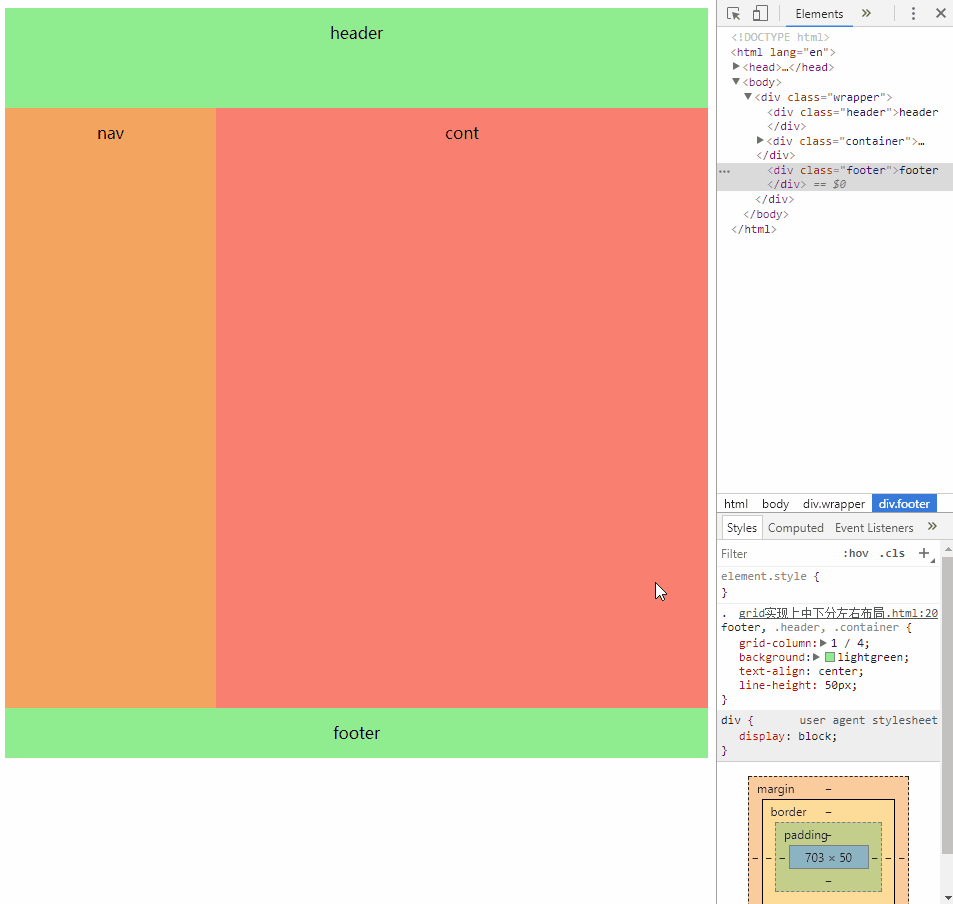 header
nav
cont
footer
Elements
»
<!DOCTYPE html>
<html lang="en">
▶<head>…</head>
▼<body>
▼<div class="wrapper">
<div class="header">header
</div>
▶<div class="container">…
</div>
… <div class="footer">footer
</div> == $0
</div>
</body>
</html>
html body div.wrapper div.footer
Styles Computed Event Listeners »
Filter :hov .cls +
element.style {
}
. grid实现上中下分左右布局.html:20
footer, .header, .container {
grid-column:▶1 / 4;
background:▶lightgreen;
text-align: center;
line-height: 50px;
}
div { user agent stylesheet
display: block;
}
margin –
border –
padding–
– – – 703 × 50 – – –
–